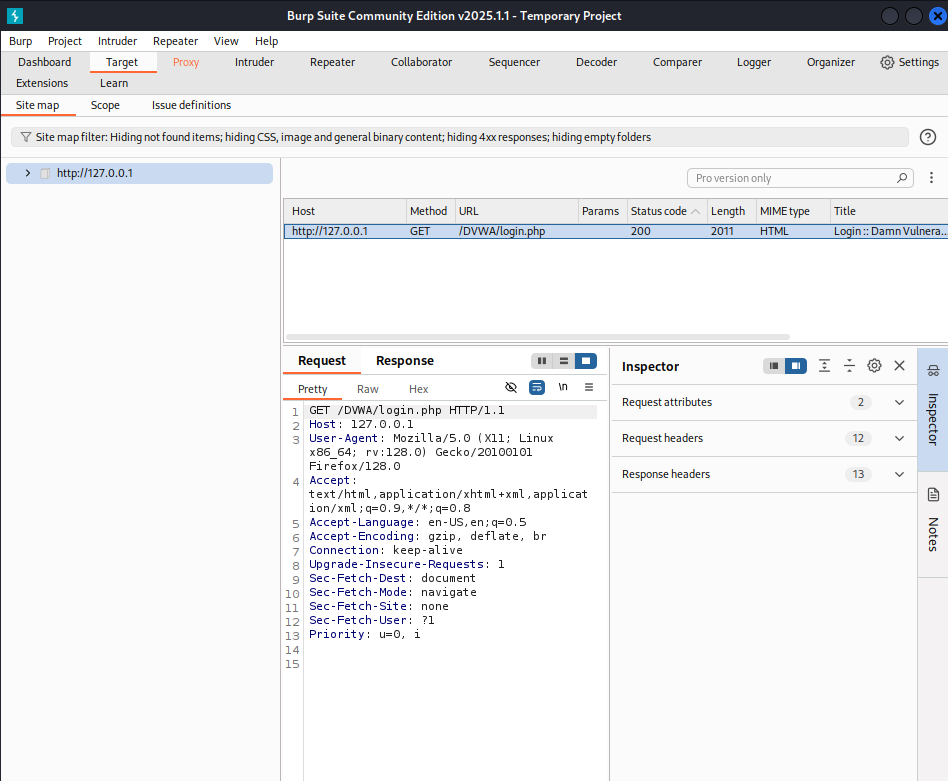 Burp Suite Community Edition v2025.1.1 - Temporary Project
Burp Project Intruder Repeater View Help
Dashboard Target Proxy Intruder Repeater Collaborator Sequencer Decoder Comparer Logger Organizer Settings
Extensions Learn
Site map Scope Issue definitions
Site map filter: Hiding not found items; hiding CSS, image and general binary content; hiding 4xx responses; hiding empty folders
http://127.0.0.1
Pro version only
Host Method URL Params Status code Length MIME type Title
http://127.0.0.1 GET /DVWA/login.php 200 2011 HTML Login :: Damn Vulnera...
Request Response
Pretty Raw Hex \n
1 GET /DVWA/login.php HTTP/1.1
2 Host: 127.0.0.1
3 User-Agent: Mozilla/5.0 (X11; Linux
x86_64; rv:128.0) Gecko/20100101
Firefox/128.0
4 Accept:
text/html,application/xhtml+xml,applicat
ion/xml;q=0.9,*/*;q=0.8
5 Accept-Language: en-US,en;q=0.5
6 Accept-Encoding: gzip, deflate, br
7 Connection: keep-alive
8 Upgrade-Insecure-Requests: 1
9 Sec-Fetch-Dest: document
10 Sec-Fetch-Mode: navigate
11 Sec-Fetch-Site: none
12 Sec-Fetch-User: ?1
13 Priority: u=0, i
14
15
Inspector
Request attributes 2
Request headers 12
Response headers 13
Inspector
Notes